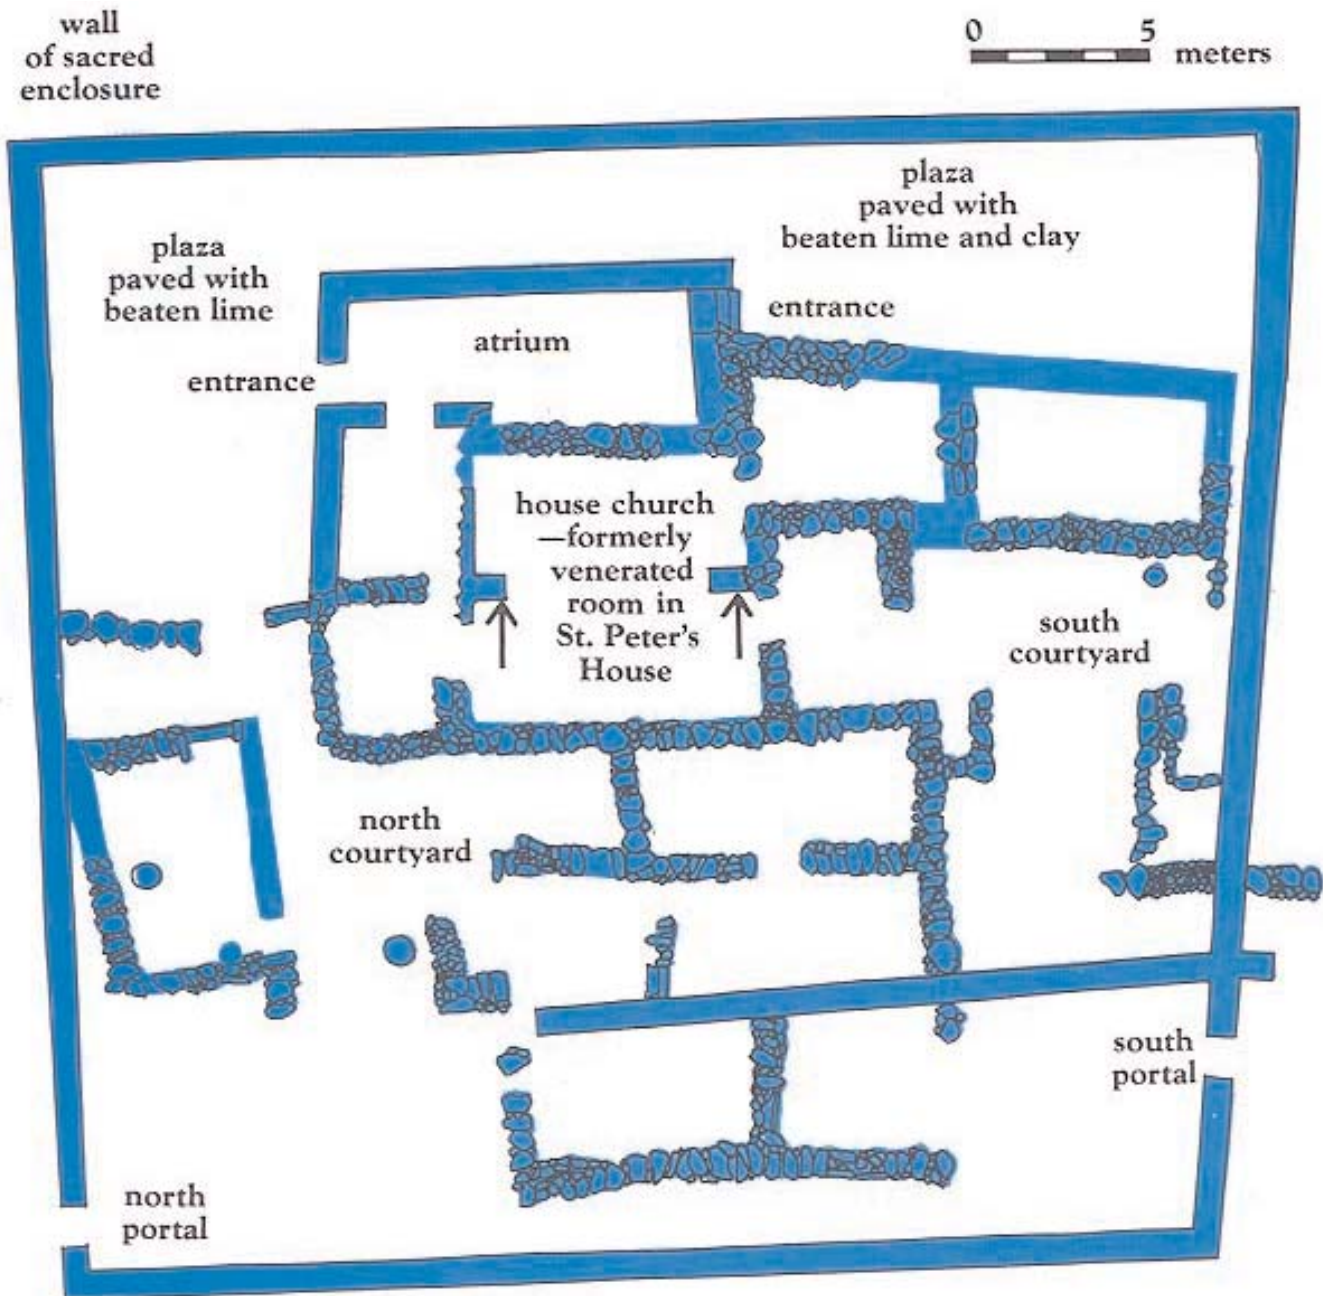 wall
of sacred
enclosure
0 5
meters
plaza
paved with
beaten lime and clay
plaza
paved with
beaten lime
entrance
atrium
entrance
house church
—formerly
venerated
room in
St. Peter's
House
south
courtyard
north
courtyard
south
portal
north
portal